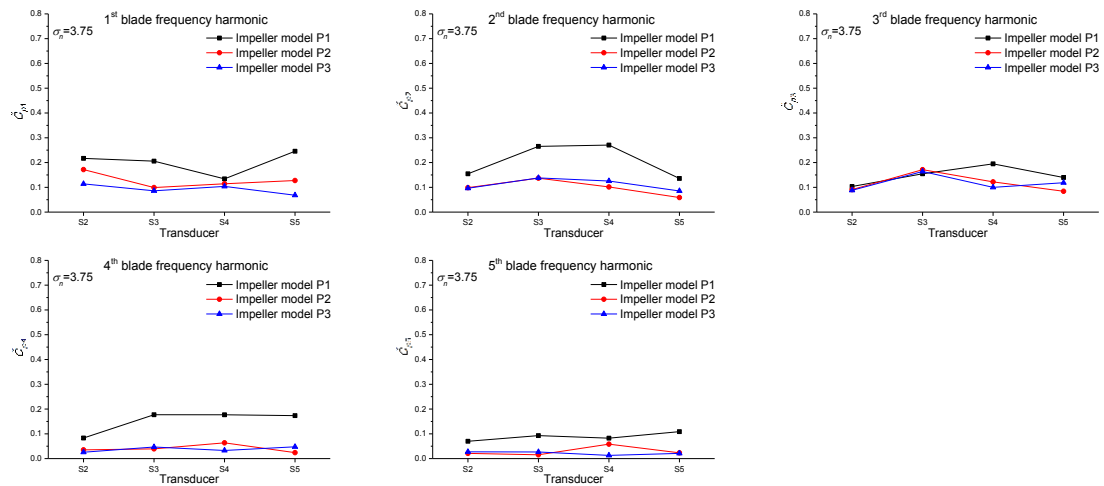 1st blade frequency harmonic
σn=3.75
Impeller model P1
Impeller model P2
Impeller model P3
0.8
0.7
0.6
0.5
0.4
0.3
0.2
0.1
0.0
C̃p1
S2 S3 S4 S5
Transducer
2nd blade frequency harmonic
σn=3.75
Impeller model P1
Impeller model P2
Impeller model P3
0.8
0.7
0.6
0.5
0.4
0.3
0.2
0.1
0.0
S2 S3 S4 S5
Transducer
3rd blade frequency harmonic
σn=3.75
Impeller model P1
Impeller model P2
Impeller model P3
0.8
0.7
0.6
0.5
0.4
0.3
0.2
0.1
0.0
C̃p3
S2 S3 S4 S5
Transducer
4th blade frequency harmonic
σn=3.75
Impeller model P1
Impeller model P2
Impeller model P3
0.8
0.7
0.6
0.5
0.4
0.3
0.2
0.1
0.0
S2 S3 S4 S5
Transducer
5th blade frequency harmonic
σn=3.75
Impeller model P1
Impeller model P2
Impeller model P3
0.8
0.7
0.6
0.5
0.4
0.3
0.2
0.1
0.0
S2 S3 S4 S5
Transducer